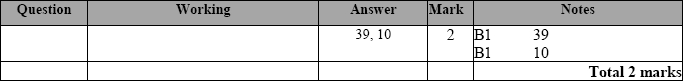 Question Working Answer Mark Notes
39, 10 2 B1 39
B1 10
Total 2 marks